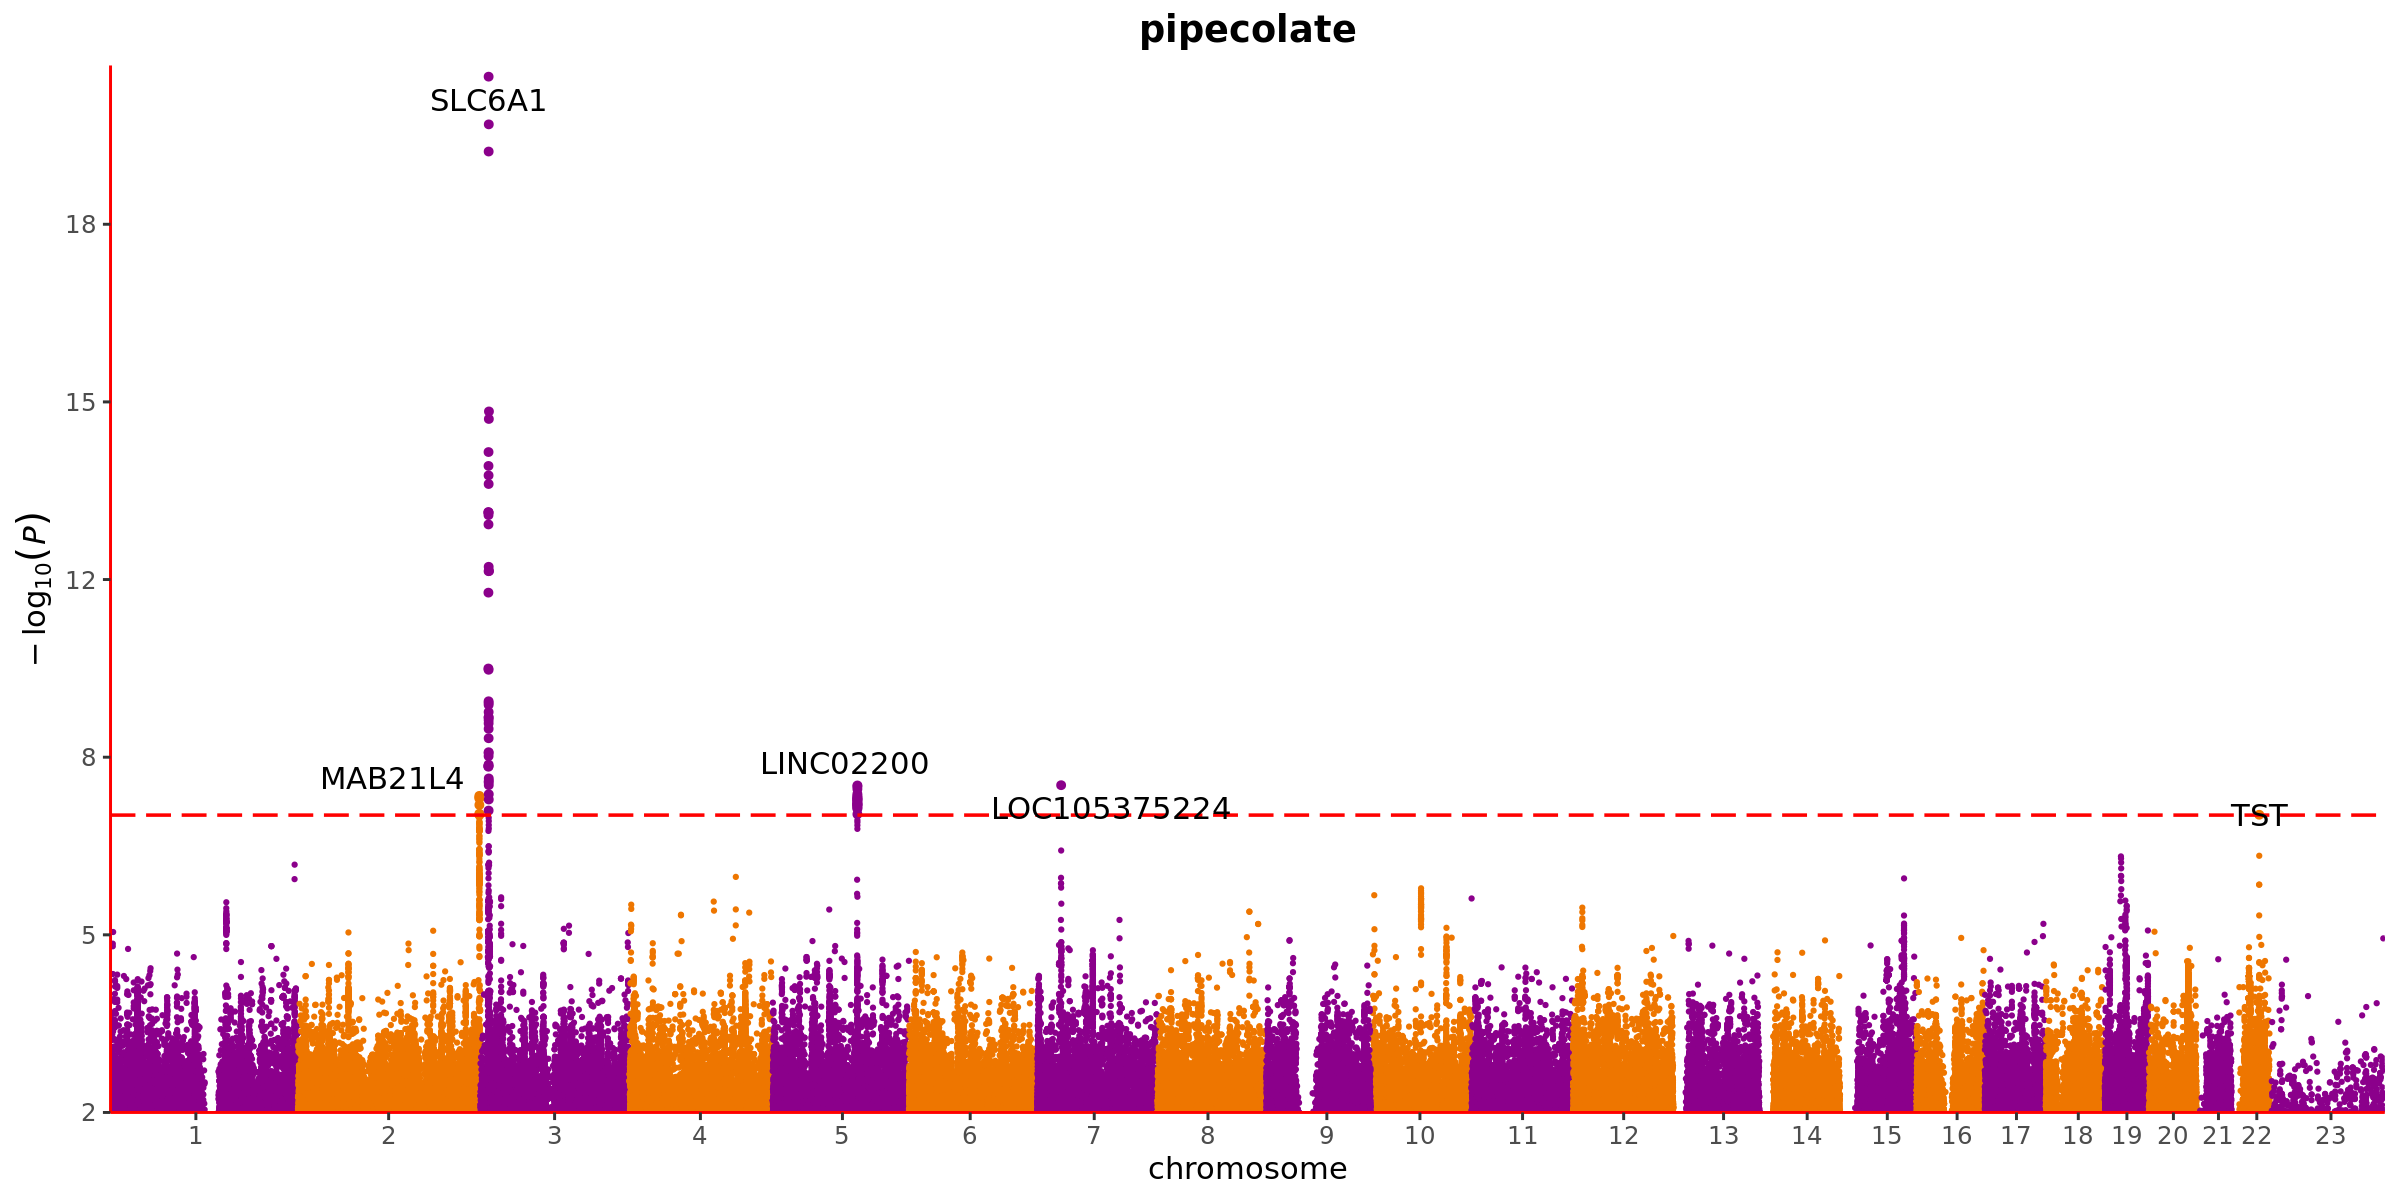 pipecolate
SLC6A1
18
15
− log10(P)
12
8
MAB21L4
LINC02200
LOC105375224
TST
5
2
1 2 3 4 5 6 7 8 9 10 11 12 13 14 15 16 17 18 19 20 21 22 23
chromosome